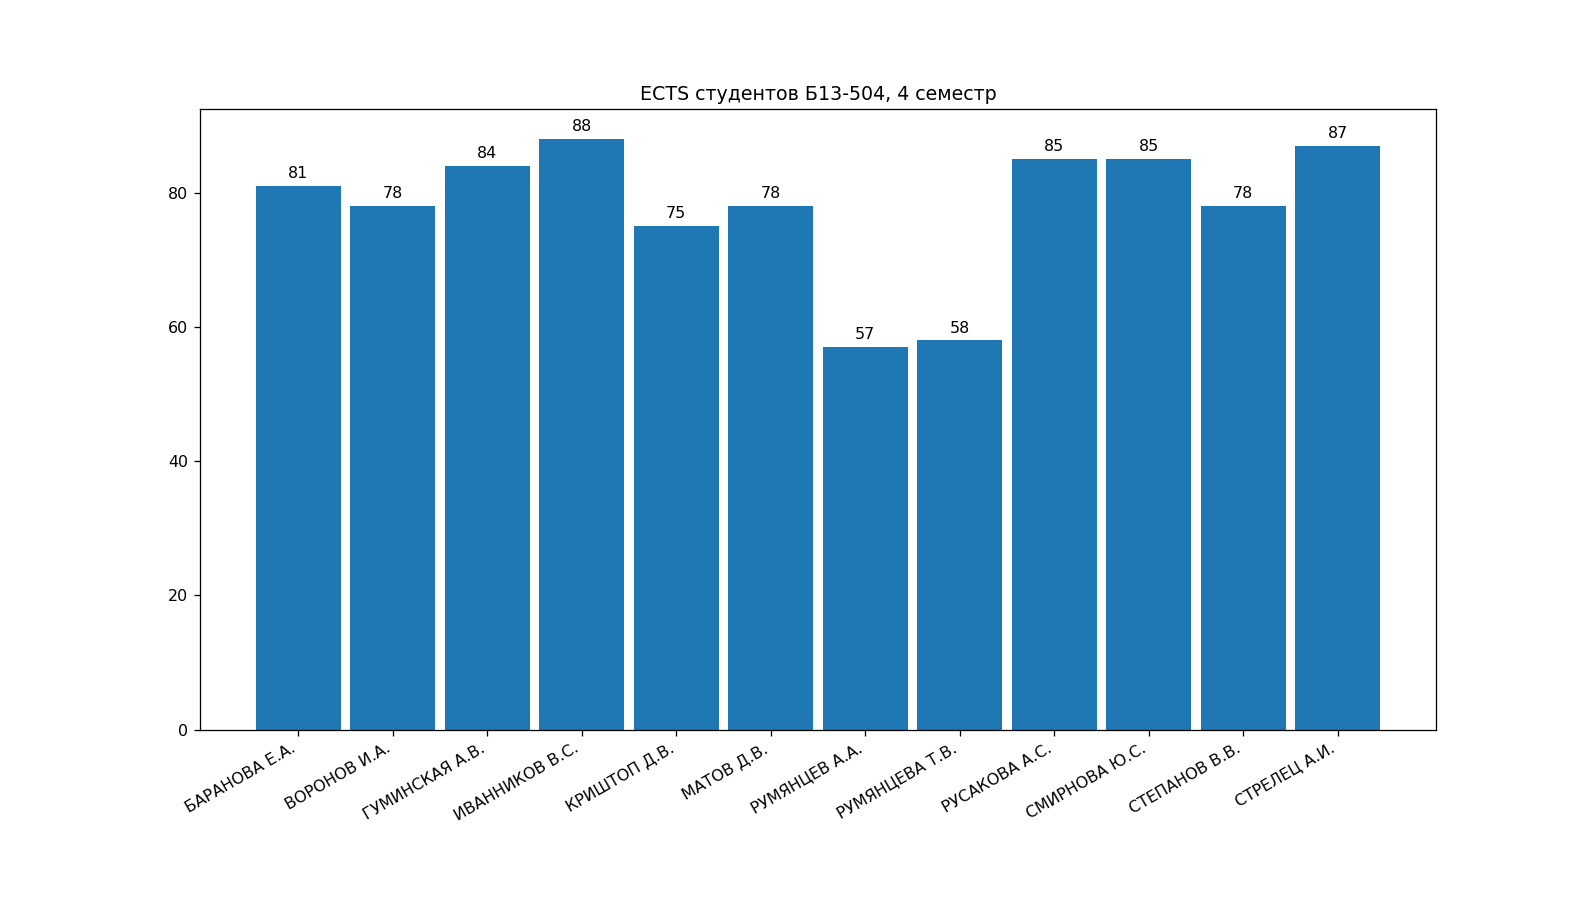 ECTS студентов Б13-504, 4 семестр
88
87
85
85
84
81
78
78
78
75
58
57
80
60
40
20
0
БАРАНОВА Е.А.
ВОРОНОВ И.А.
ГУМИНСКАЯ А.В.
ИВАННИКОВ В.С.
КРИШТОП Д.В.
МАТОВ Д.В.
РУМЯНЦЕВ А.А.
РУМЯНЦЕВА Т.В.
РУСАКОВА А.С.
СМИРНОВА Ю.С.
СТЕПАНОВ В.В.
СТРЕЛЕЦ А.И.